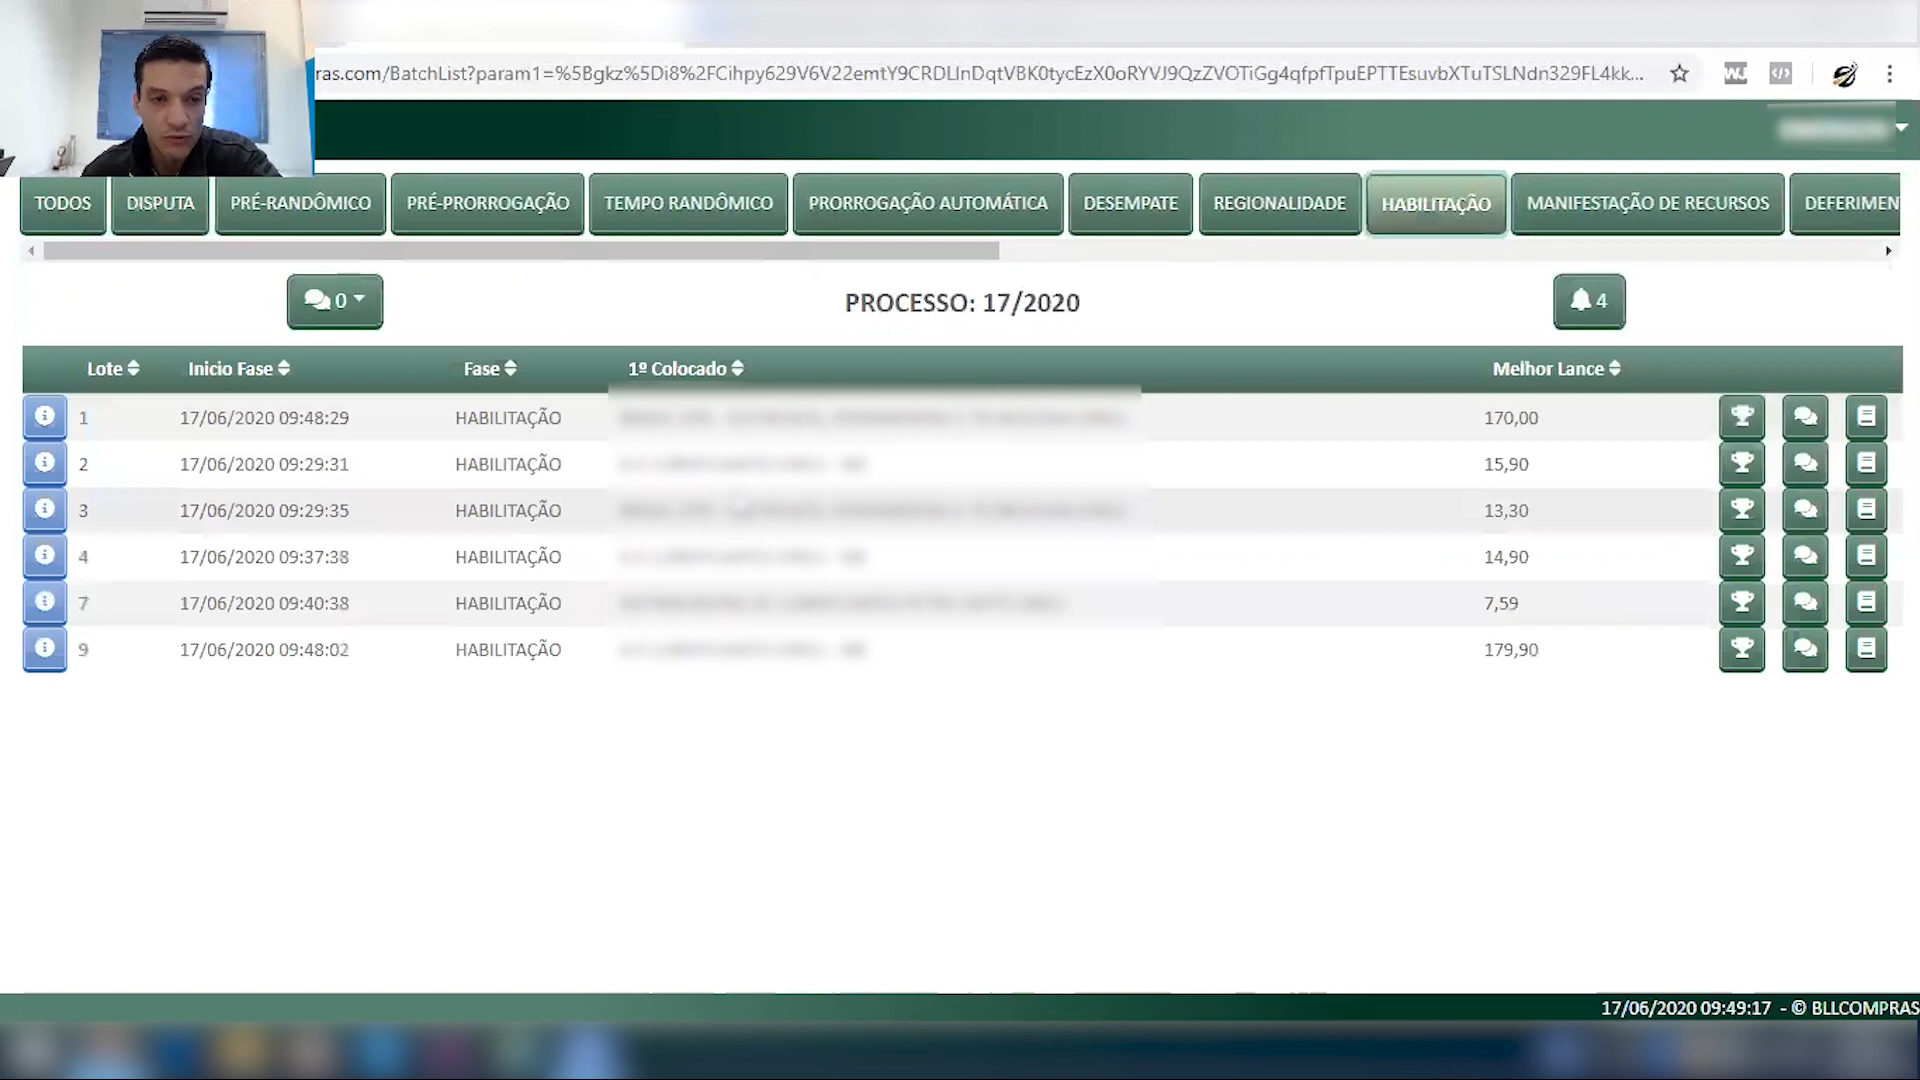 ras.com/BatchList?param1=%5Bgkz%5Di8%2FCihpy629V6V22emtY9CRDLlnDqtVBK0tycEzX0oRYVJ9QzZVOTiGg4qfpfTpuEPTTEsuvbXTuTSLNdn329FL4kk...
TODOS DISPUTA PRÉ-RANDÔMICO PRÉ-PRORROGAÇÃO TEMPO RANDÔMICO PRORROGAÇÃO AUTOMÁTICA DESEMPATE REGIONALIDADE HABILITAÇÃO MANIFESTAÇÃO DE RECURSOS DEFERIMEN
0 PROCESSO: 17/2020 4
Lote Inicio Fase Fase 1º Colocado Melhor Lance
1 17/06/2020 09:48:29 HABILITAÇÃO 170,00
2 17/06/2020 09:29:31 HABILITAÇÃO 15,90
3 17/06/2020 09:29:35 HABILITAÇÃO 13,30
4 17/06/2020 09:37:38 HABILITAÇÃO 14,90
7 17/06/2020 09:40:38 HABILITAÇÃO 7,59
9 17/06/2020 09:48:02 HABILITAÇÃO 179,90
17/06/2020 09:49:17 - © BLLCOMPRAS